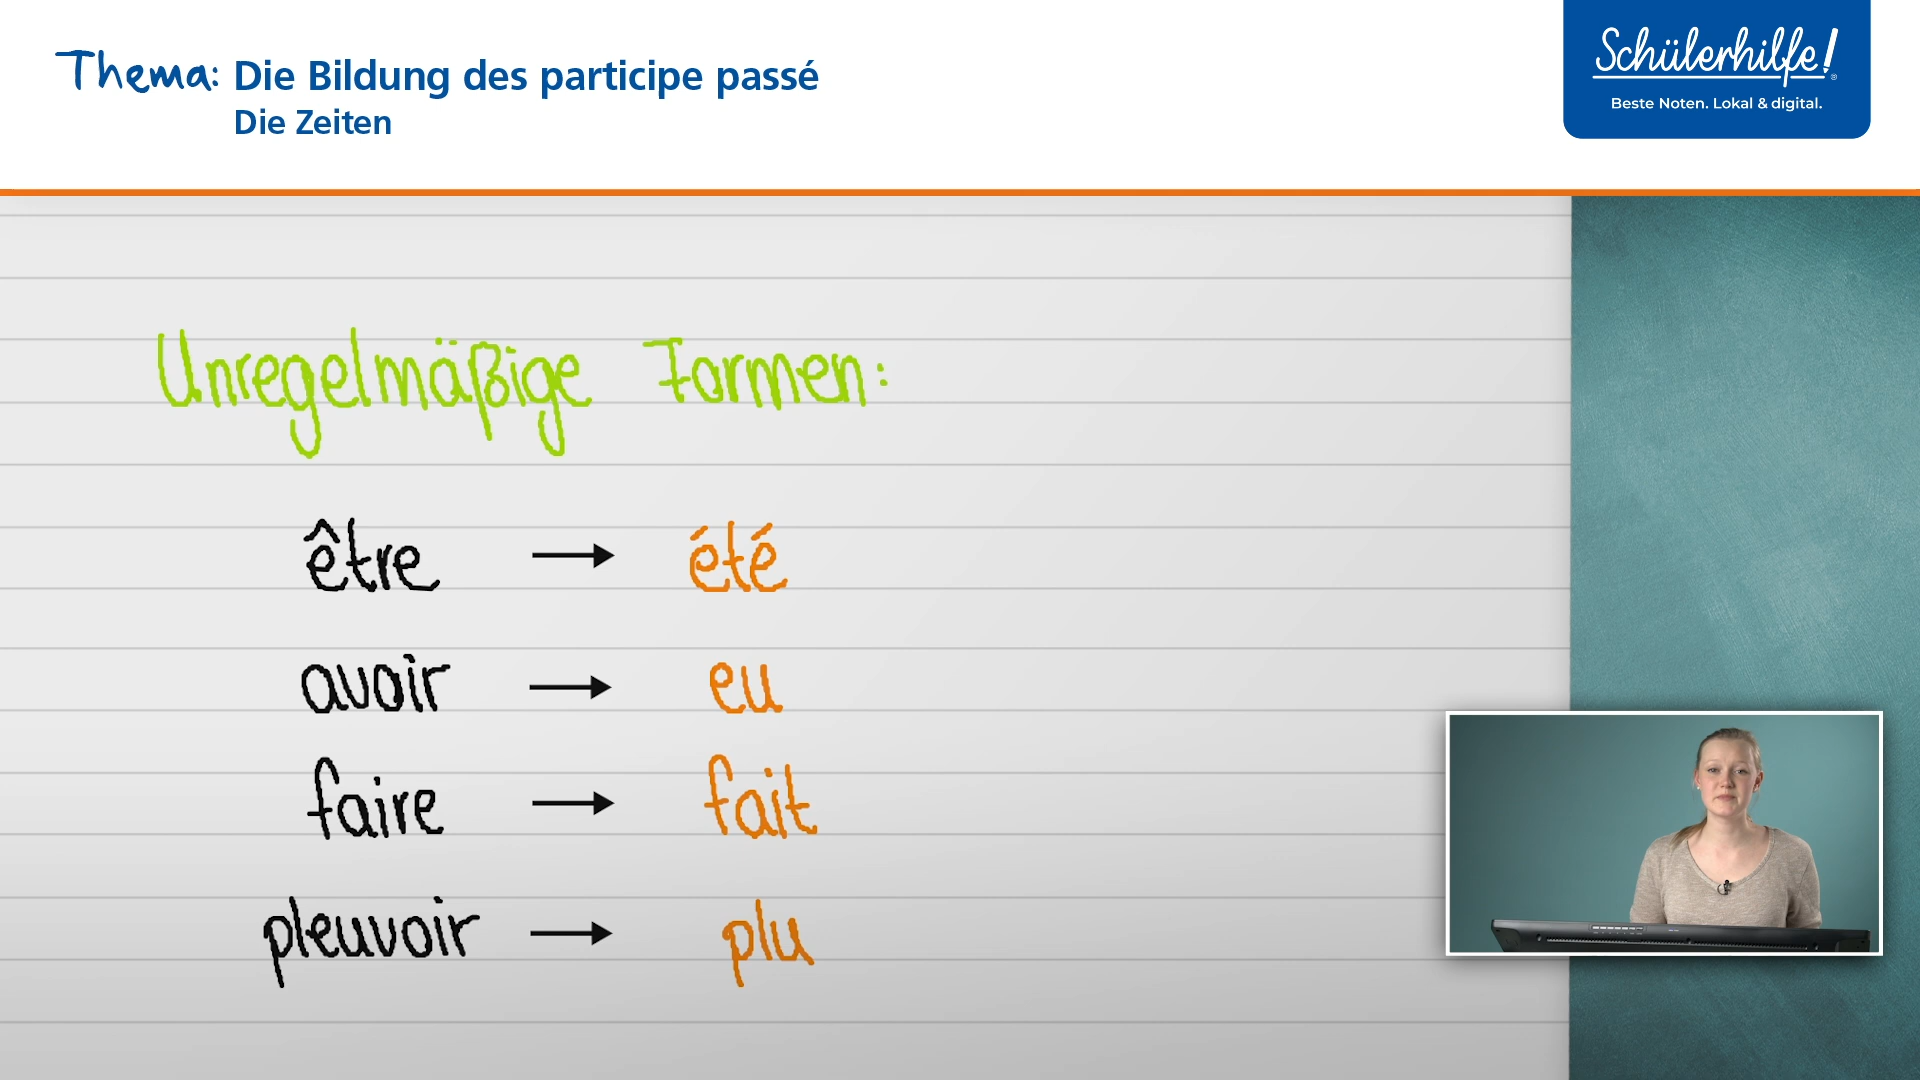 Thema: Die Bildung des participe passé
Die Zeiten
Schülerhilfe!®
Beste Noten. Lokal & digital.
Unregelmäßige Formen:
être → été
avoir → eu
faire → fait
pleuvoir → plu